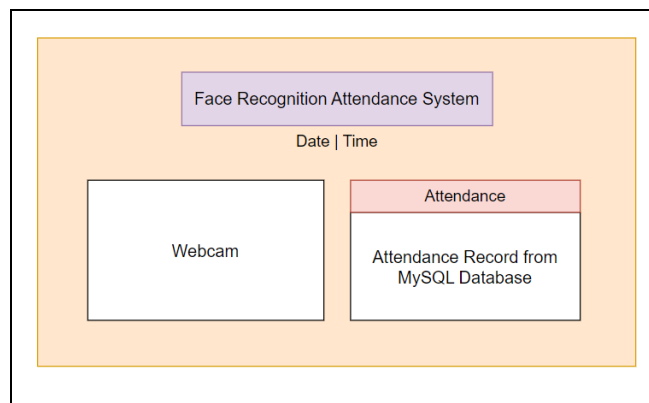 Face Recognition Attendance System
Date | Time
Webcam
Attendance
Attendance Record from
MySQL Database